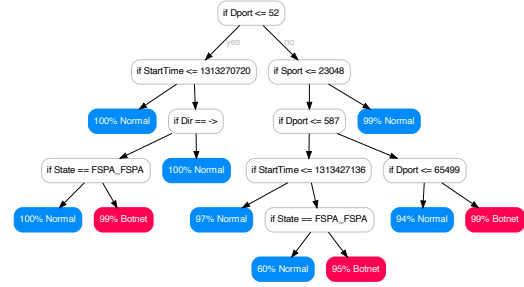 if Dport <= 52
yes no
if StartTime <= 1313270720 if Sport <= 23048
100% Normal if Dir == -> if Dport <= 587 99% Normal
if State == FSPA_FSPA 100% Normal if StartTime <= 1313427136 if Dport <= 65499
100% Normal 99% Botnet 97% Normal if State == FSPA_FSPA 94% Normal 99% Botnet
60% Normal 95% Botnet